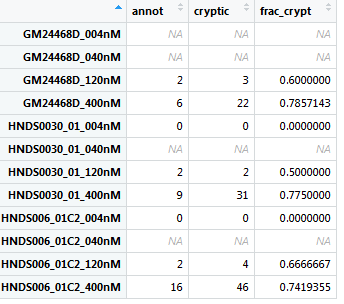 annot cryptic frac_crypt
GM24468D_004nM NA NA NA
GM24468D_040nM NA NA NA
GM24468D_120nM 2 3 0.6000000
GM24468D_400nM 6 22 0.7857143
HNDS0030_01_004nM 0 0 0.0000000
HNDS0030_01_040nM NA NA NA
HNDS0030_01_120nM 2 2 0.5000000
HNDS0030_01_400nM 9 31 0.7750000
HNDS006_01C2_004nM 0 0 0.0000000
HNDS006_01C2_040nM NA NA NA
HNDS006_01C2_120nM 2 4 0.6666667
HNDS006_01C2_400nM 16 46 0.7419355